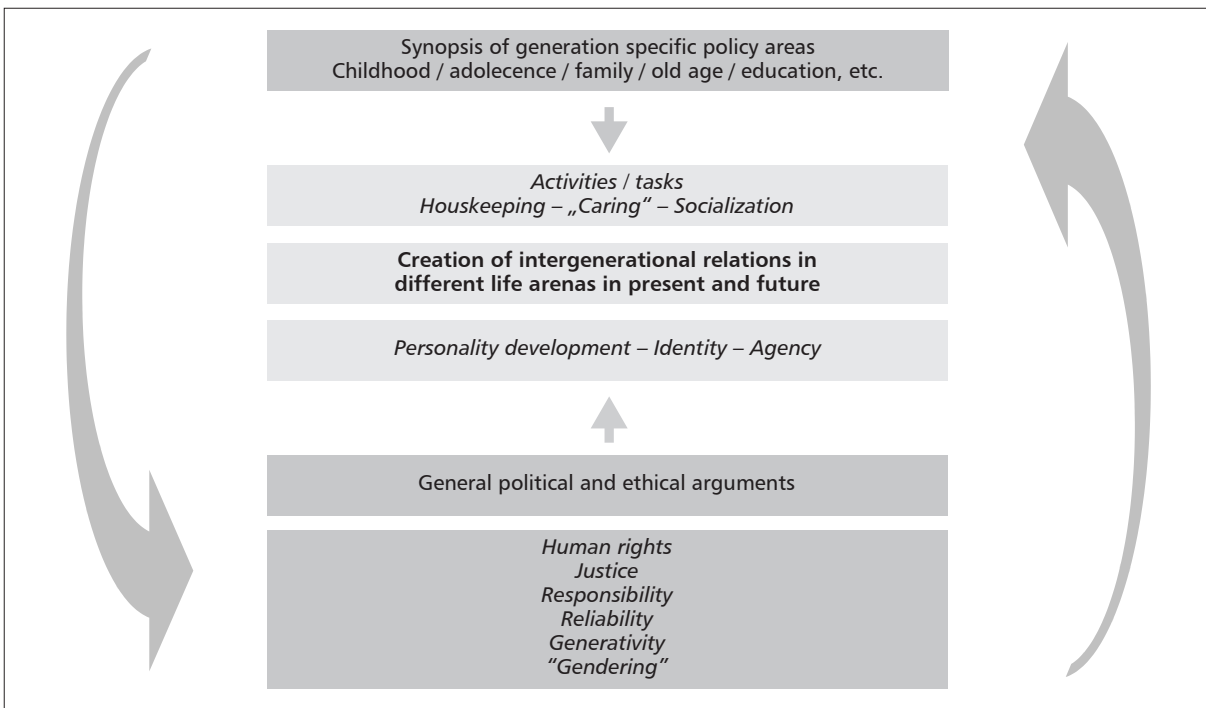 Synopsis of generation specific policy areas
Childhood / adolecence / family / old age / education, etc.
Activities / tasks
Houskeeping – „Caring“ – Socialization
Creation of intergenerational relations in
different life arenas in present and future
Personality development – Identity – Agency
General political and ethical arguments
Human rights
Justice
Responsibility
Reliability
Generativity
“Gendering”